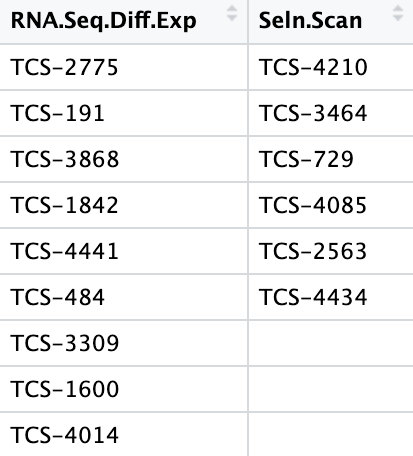 RNA.Seq.Diff.Exp Seln.Scan
TCS-2775 TCS-4210
TCS-191 TCS-3464
TCS-3868 TCS-729
TCS-1842 TCS-4085
TCS-4441 TCS-2563
TCS-484 TCS-4434
TCS-3309
TCS-1600
TCS-4014